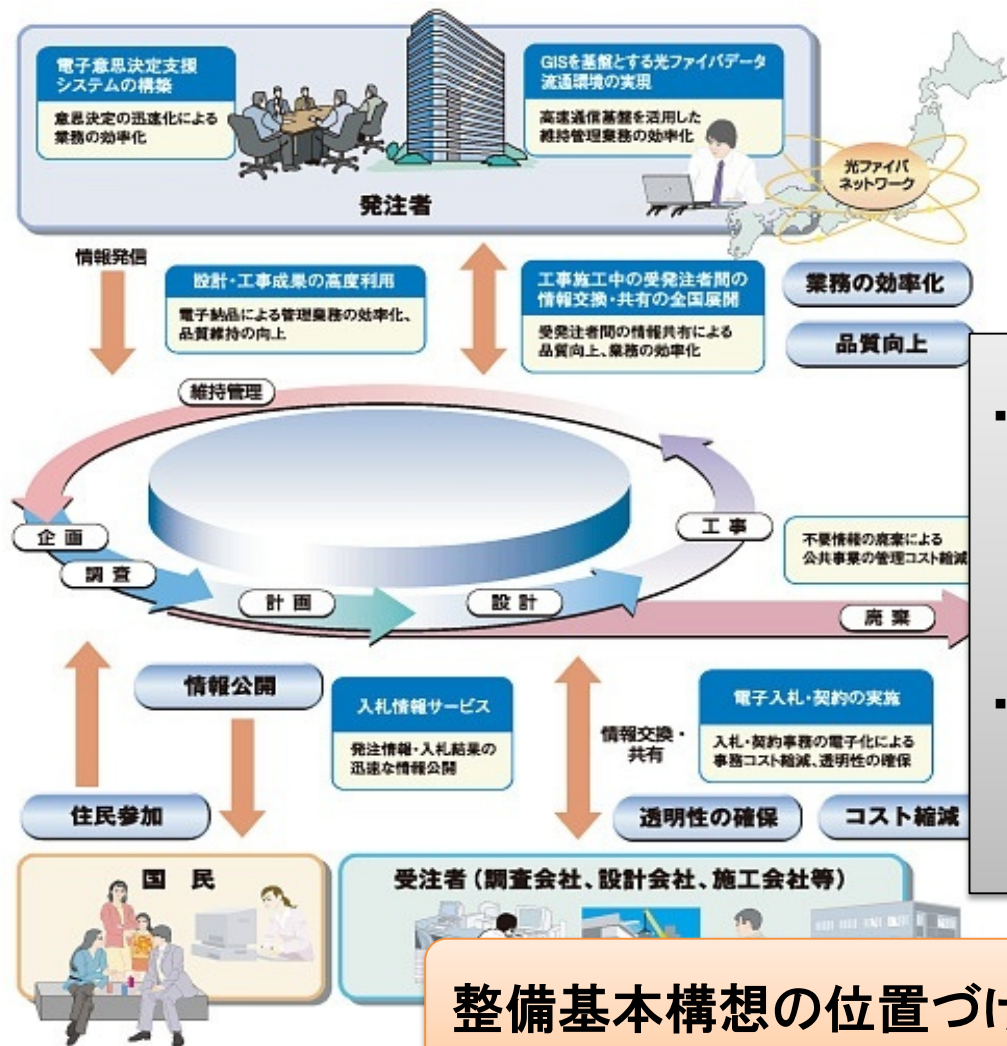 電子意思決定支援
システムの構築
意思決定の迅速化による
業務の効率化
GISを基盤とする光ファイバデータ
流通環境の実現
高速通信基盤を活用した
維持管理業務の効率化
光ファイバ
ネットワーク
発注者
情報発信
設計・工事成果の高度利用
電子納品による管理業務の効率化、
品質維持の向上
工事施工中の受発注者間の
情報交換・共有の全国展開
受発注者間の情報共有による
品質向上、業務の効率化
業務の効率化
品質向上
維持管理
企画
調査
計画
設計
工事
不要情報の廃棄による
公共事業の管理コスト縮減
廃棄
情報公開
入札情報サービス
発注情報・入札結果の
迅速な情報公開
情報交換・
共有
電子入札・契約の実施
入札・契約事務の電子化による
事務コスト縮減、透明性の確保
住民参加
透明性の確保
コスト縮減
国民
受注者（調査会社、設計会社、施工会社等）
整備基本構想の位置づけ